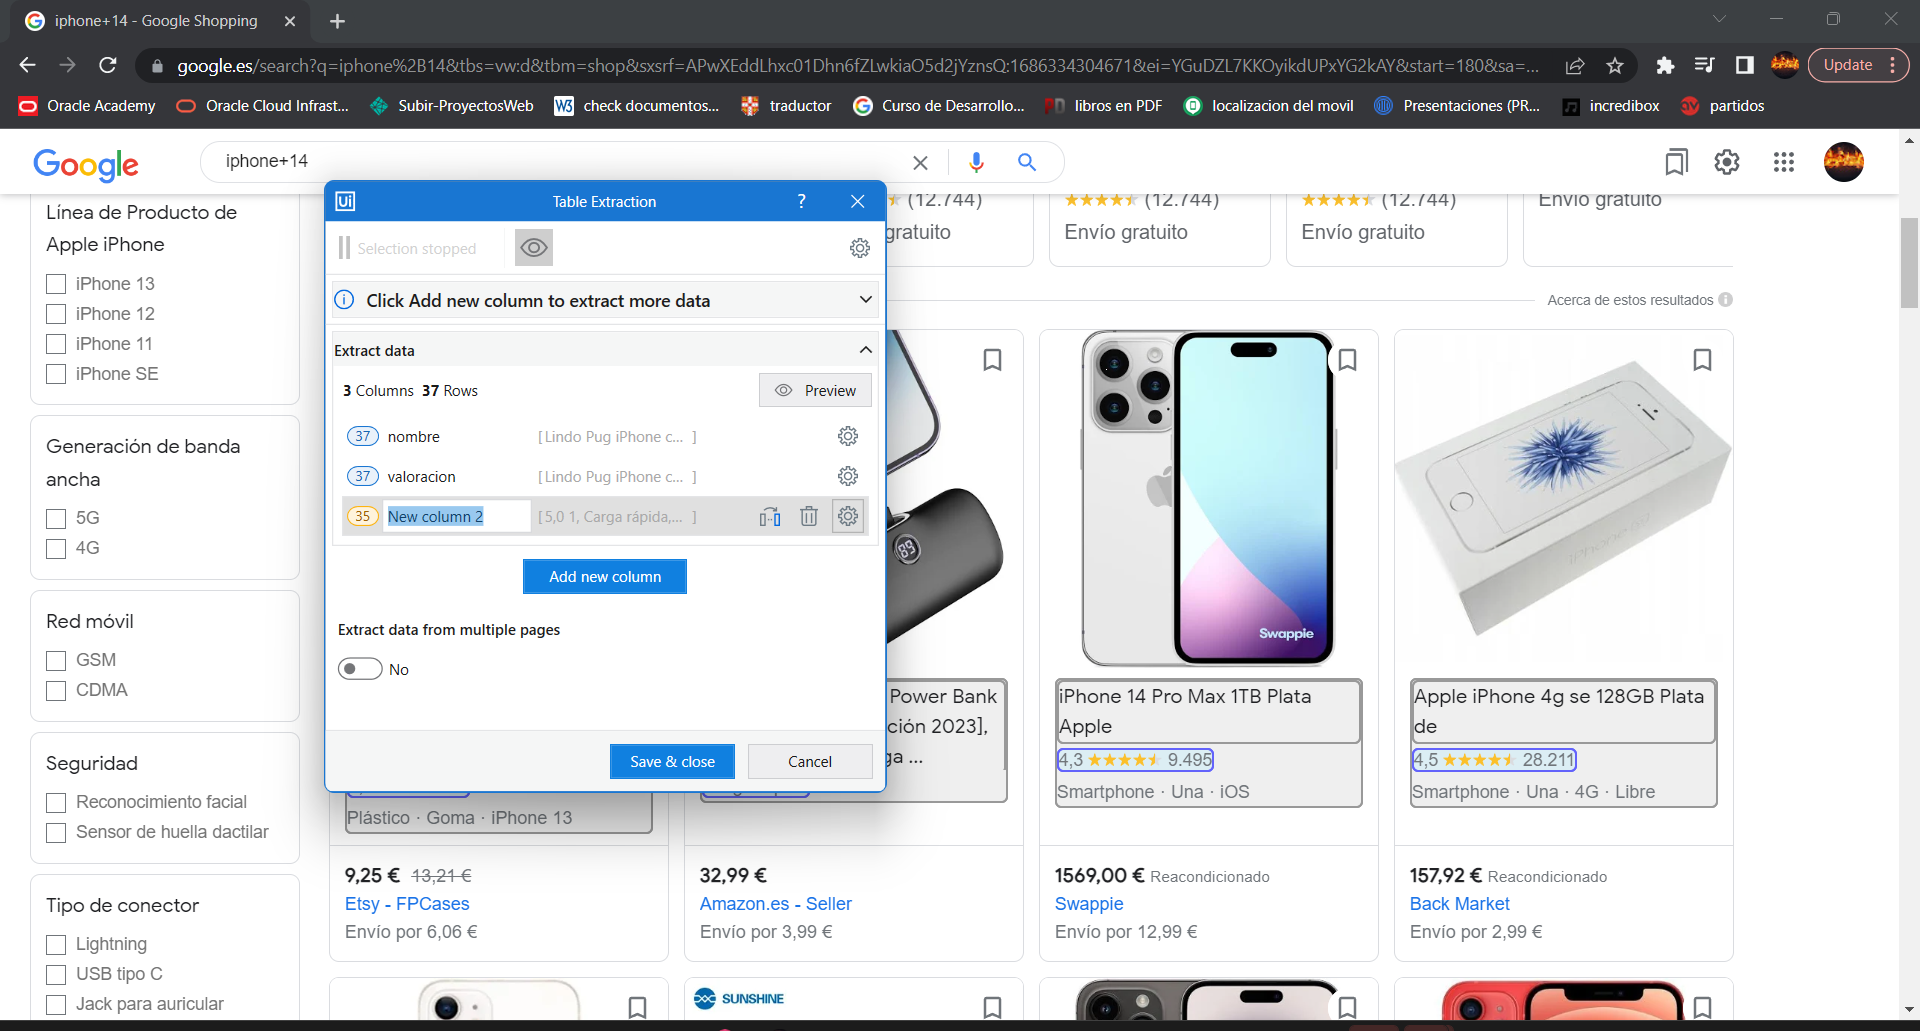 iphone+14 - Google Shopping
google.es/search?q=iphone%2B14&tbs=vw:d&tbm=shop&sxsrf=APwXEddLhxc01Dhn6fZLwkiaO5d2jYznsQ:1686334304671&ei=YGuDZL7KKOyikdUPxYG2kAY&start=180&sa=...
Update
Oracle Academy
Oracle Cloud Infrast...
Subir-ProyectosWeb
W3 check documentos...
traductor
Curso de Desarrollo...
libros en PDF
localizacion del movil
Presentaciones (PR...
incredibox
partidos
Google
iphone+14
Línea de Producto de
Apple iPhone
iPhone 13
iPhone 12
iPhone 11
iPhone SE
Generación de banda
ancha
5G
4G
Red móvil
GSM
CDMA
Seguridad
Reconocimiento facial
Sensor de huella dactilar
Tipo de conector
Lightning
USB tipo C
Jack para auricular
Ui Table Extraction ?
Selection stopped
Click Add new column to extract more data
Extract data
3 Columns 37 Rows
Preview
37 nombre [ Lindo Pug iPhone c... ]
37 valoracion [ Lindo Pug iPhone c... ]
35 New column 2 [ 5,0 1, Carga rápida,... ]
Add new column
Extract data from multiple pages
No
Save & close
Cancel
(12.744)
gratuito
(12.744)
Envío gratuito
(12.744)
Envío gratuito
Envío gratuito
Acerca de estos resultados
Plástico · Goma · iPhone 13
9,25 € 13,21 €
Etsy - FPCases
Envío por 6,06 €
89
Power Bank
ción 2023],
ga ...
32,99 €
Amazon.es - Seller
Envío por 3,99 €
Swappie
iPhone 14 Pro Max 1TB Plata
Apple
4,3 9.495
Smartphone · Una · iOS
1569,00 € Reacondicionado
Swappie
Envío por 12,99 €
Apple iPhone 4g se 128GB Plata
de
4,5 28.211
Smartphone · Una · 4G · Libre
157,92 € Reacondicionado
Back Market
Envío por 2,99 €
SUNSHINE